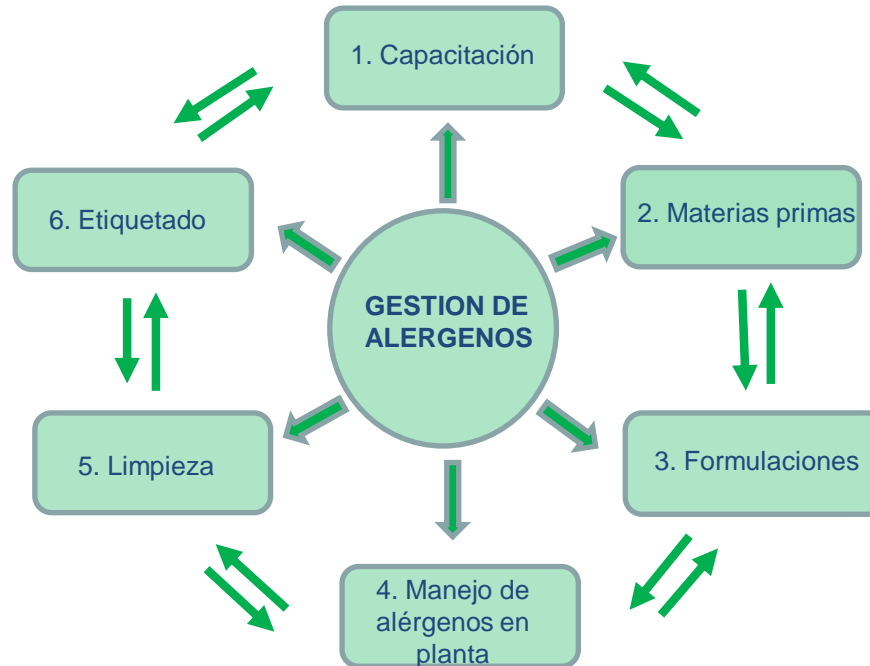 1. Capacitación
6. Etiquetado
2. Materias primas
GESTION DE
ALERGENOS
5. Limpieza
3. Formulaciones
4. Manejo de
alérgenos en
planta